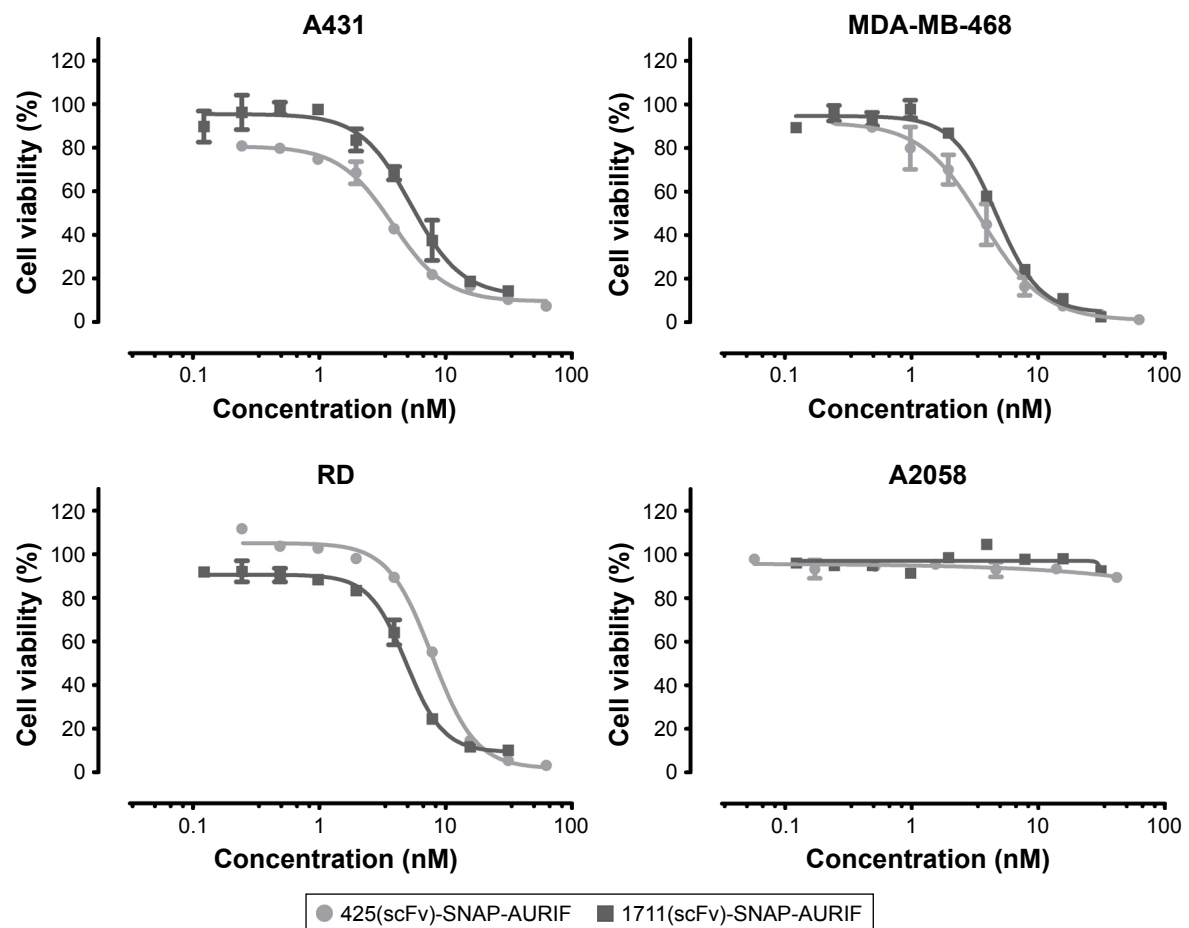 A431
Cell viability (%)
120
100
80
60
40
20
0
0.1 1 10 100
Concentration (nM)
MDA-MB-468
Cell viability (%)
120
100
80
60
40
20
0
0.1 1 10 100
Concentration (nM)
RD
Cell viability (%)
120
100
80
60
40
20
0
0.1 1 10 100
Concentration (nM)
A2058
Cell viability (%)
120
100
80
60
40
20
0
0.1 1 10 100
Concentration (nM)
425(scFv)-SNAP-AURIF 1711(scFv)-SNAP-AURIF